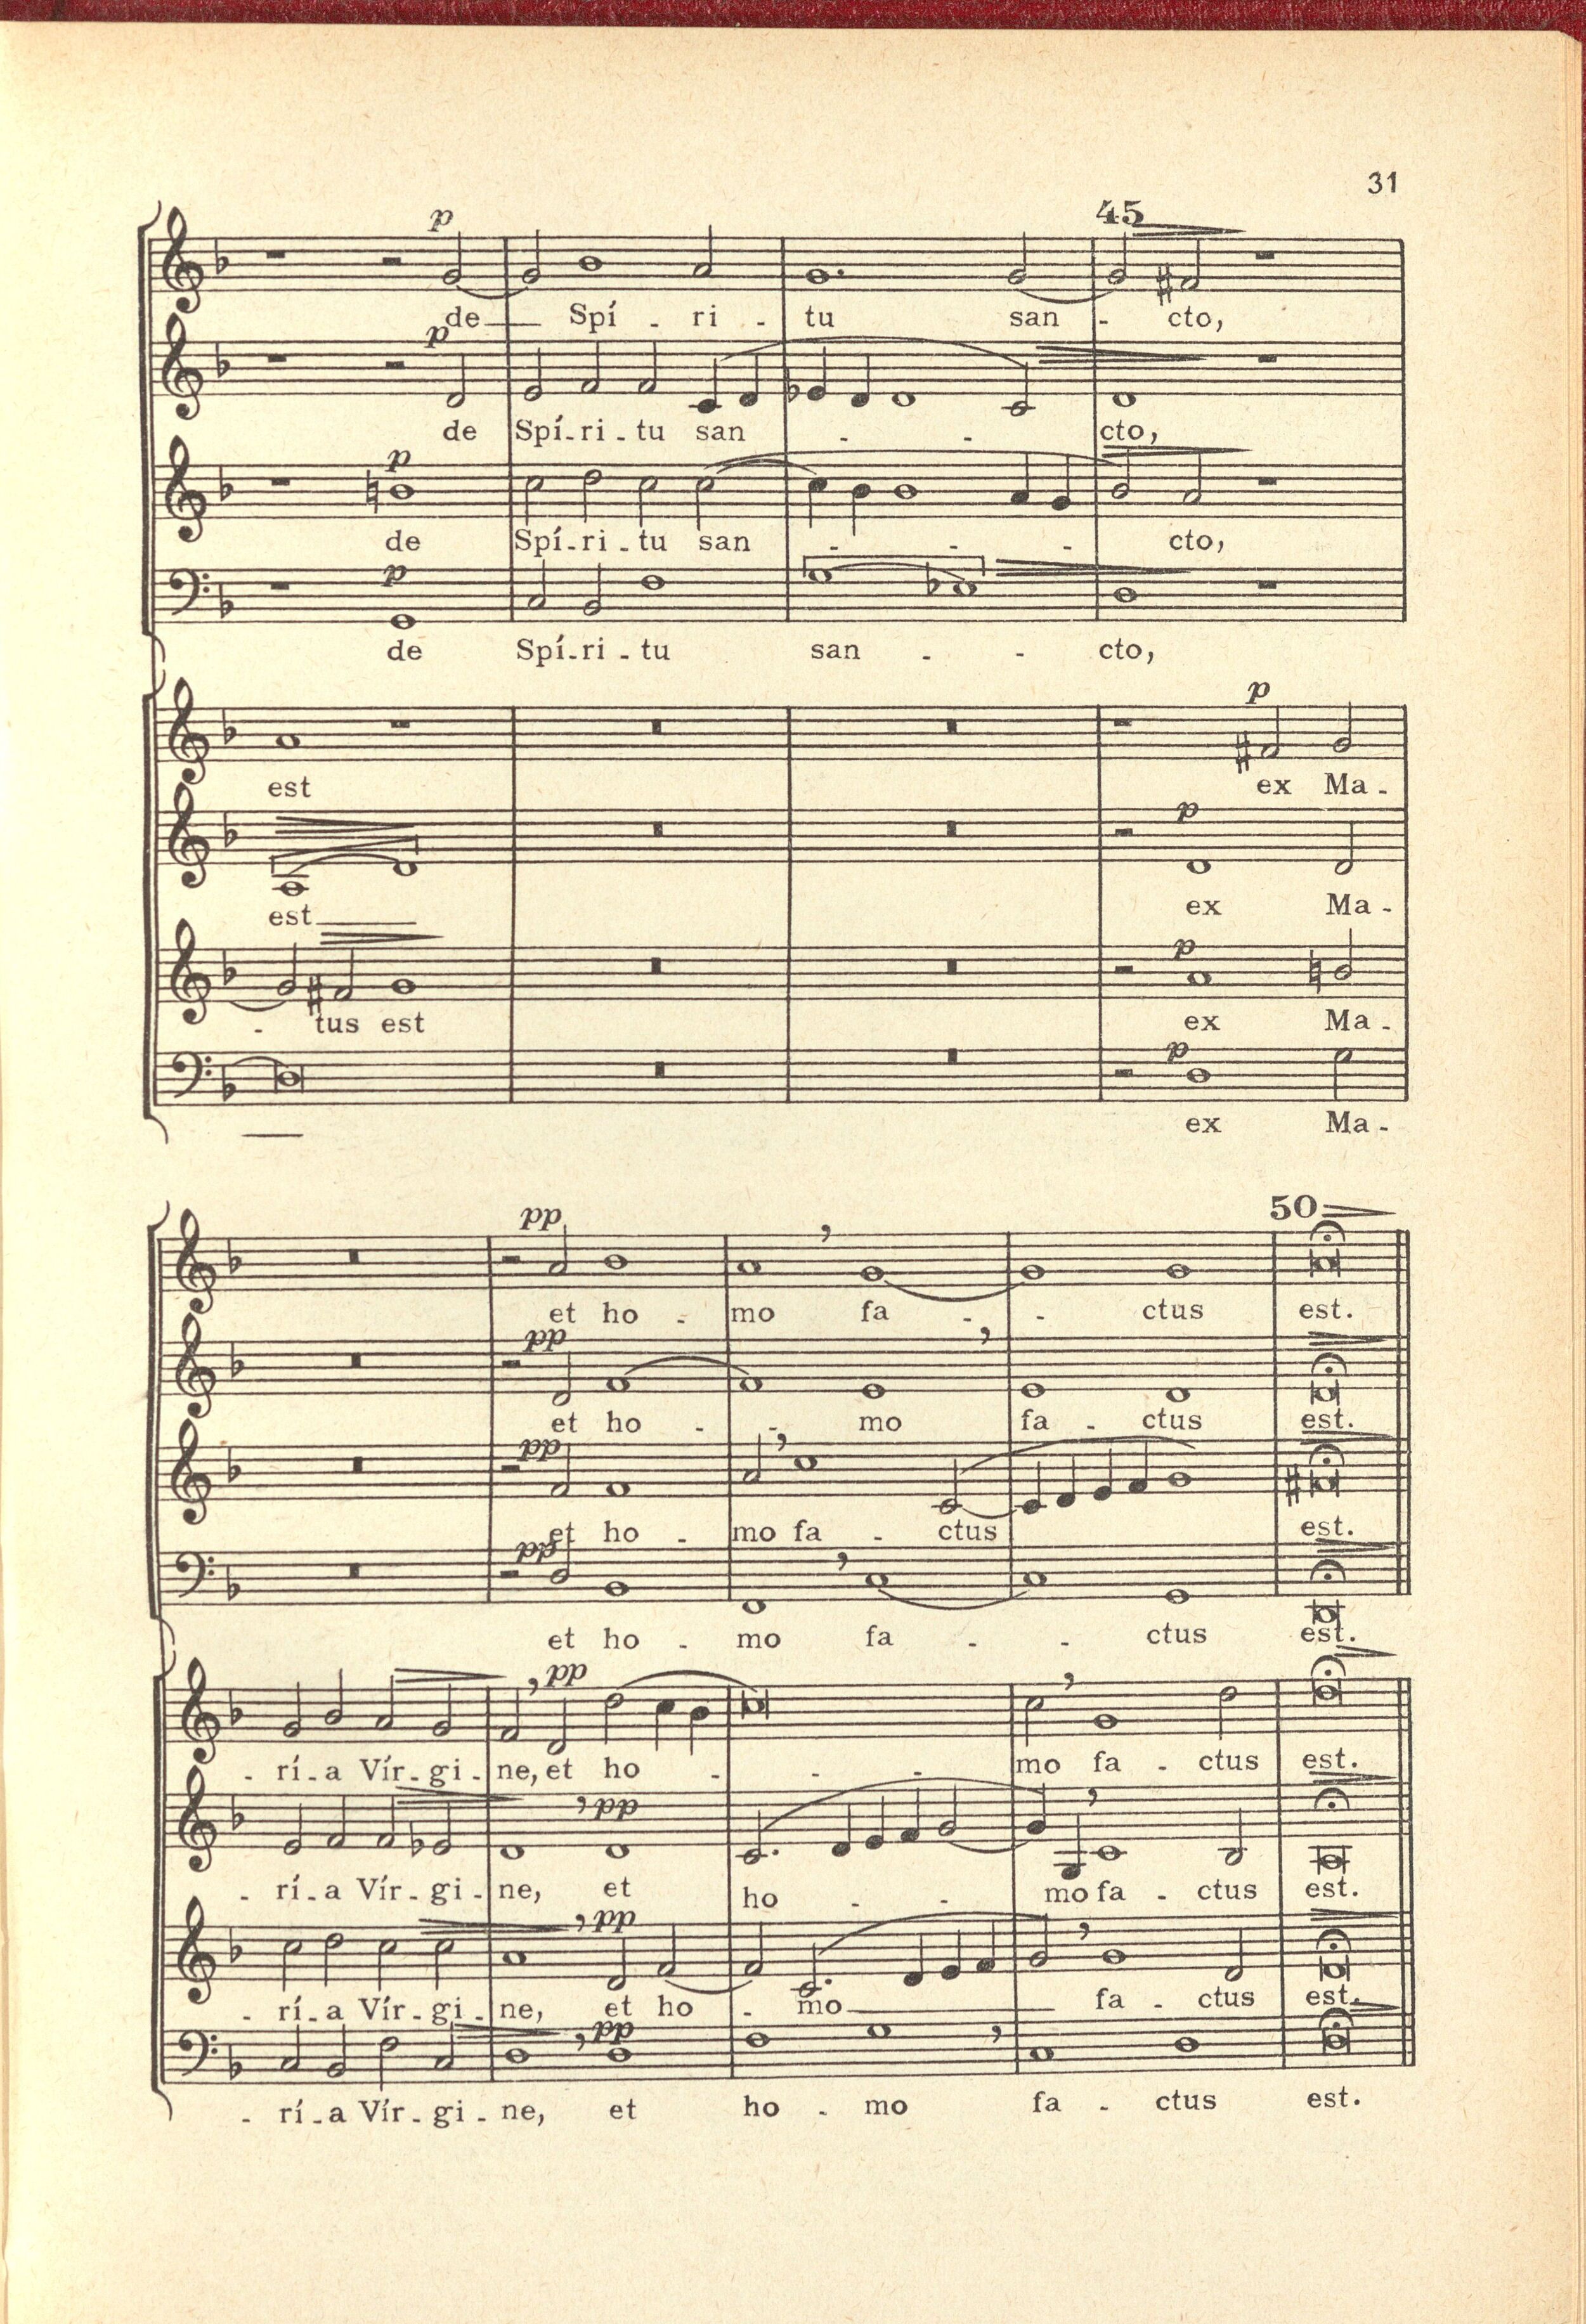 31
45
p
de Spí - ri - tu san - cto,
p
de Spí - ri - tu san - - cto,
p
de Spí - ri - tu san - - - cto,
p
de Spí - ri - tu san - - cto,
p
est ex Ma -
p
est ex Ma -
p
- tus est ex Ma -
p
ex Ma -
50
pp
et ho - mo fa - - ctus est.
pp
et ho - - mo fa - ctus est.
pp
et ho - mo fa - ctus est.
pp
et ho - mo fa - - ctus est.
pp
- rí - a Vír - gi - ne, et ho - - - mo fa - ctus est.
pp
- rí - a Vír - gi - ne, et ho - - mo fa - ctus est.
pp
- rí - a Vír - gi - ne, et ho - mo fa - ctus est.
pp
- rí - a Vír - gi - ne, et ho - mo fa - ctus est.